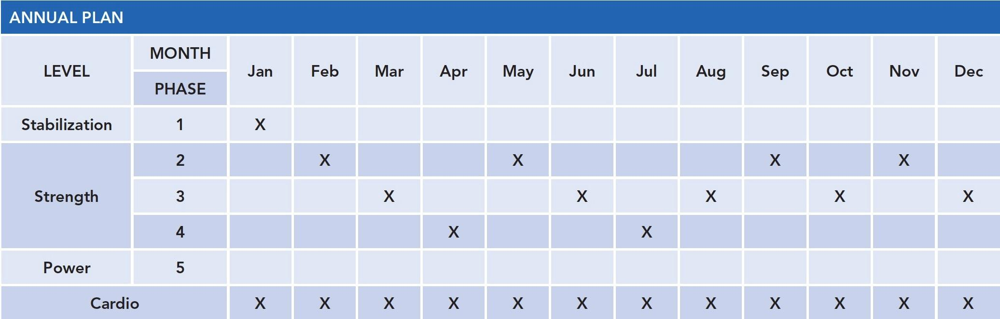 ANNUAL PLAN
LEVEL MONTH Jan Feb Mar Apr May Jun Jul Aug Sep Oct Nov Dec
PHASE
Stabilization 1 X
2 X X X X
Strength 3 X X X X X
4 X X
Power 5
Cardio X X X X X X X X X X X X